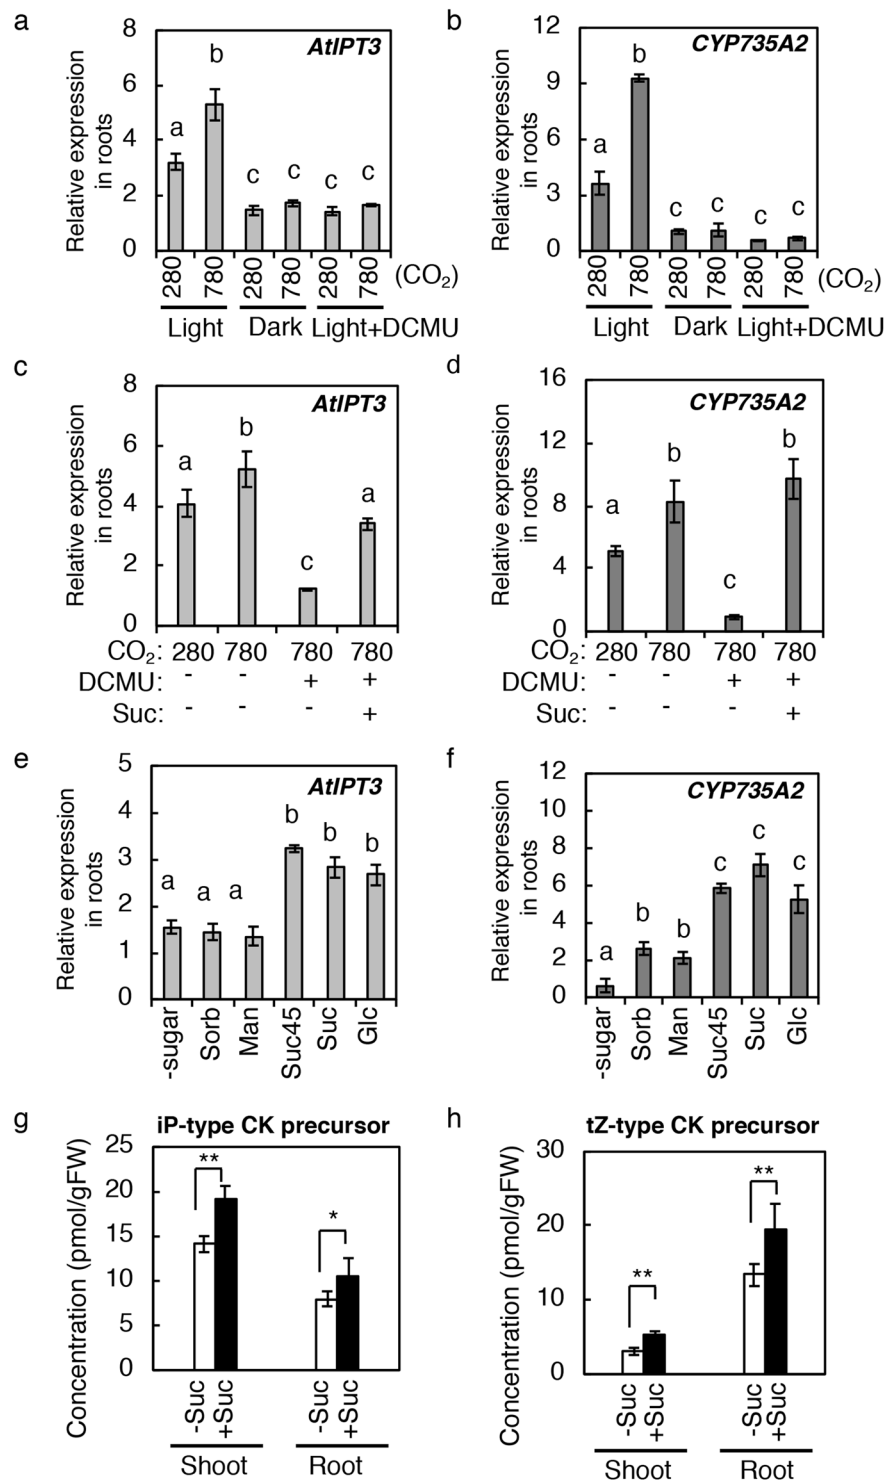 a
AtIPT3
Relative expression
in roots
8
6
4
2
0
a
b
c
c
c
c
280
780
280
780
280
780
(CO₂)
Light
Dark
Light+DCMU
b
CYP735A2
Relative expression
in roots
12
9
6
3
0
a
b
c
c
c
c
280
780
280
780
280
780
(CO₂)
Light
Dark
Light+DCMU
c
AtIPT3
Relative expression
in roots
8
6
4
2
0
a
b
c
a
CO₂: 280 780 780 780
DCMU: - - + +
Suc: - - - +
d
CYP735A2
Relative expression
in roots
16
12
8
4
0
a
b
c
b
CO₂: 280 780 780 780
DCMU: - - + +
Suc: - - - +
e
AtIPT3
Relative expression
in roots
5
4
3
2
1
0
a
a
a
b
b
b
-sugar
Sorb
Man
Suc45
Suc
Glc
f
CYP735A2
Relative expression
in roots
12
10
8
6
4
2
0
a
b
b
c
c
c
-sugar
Sorb
Man
Suc45
Suc
Glc
g
iP-type CK precursor
Concentration (pmol/gFW)
25
20
15
10
5
0
**
*
-Suc
+Suc
-Suc
+Suc
Shoot
Root
h
tZ-type CK precursor
Concentration (pmol/gFW)
30
20
10
0
**
**
-Suc
+Suc
-Suc
+Suc
Shoot
Root